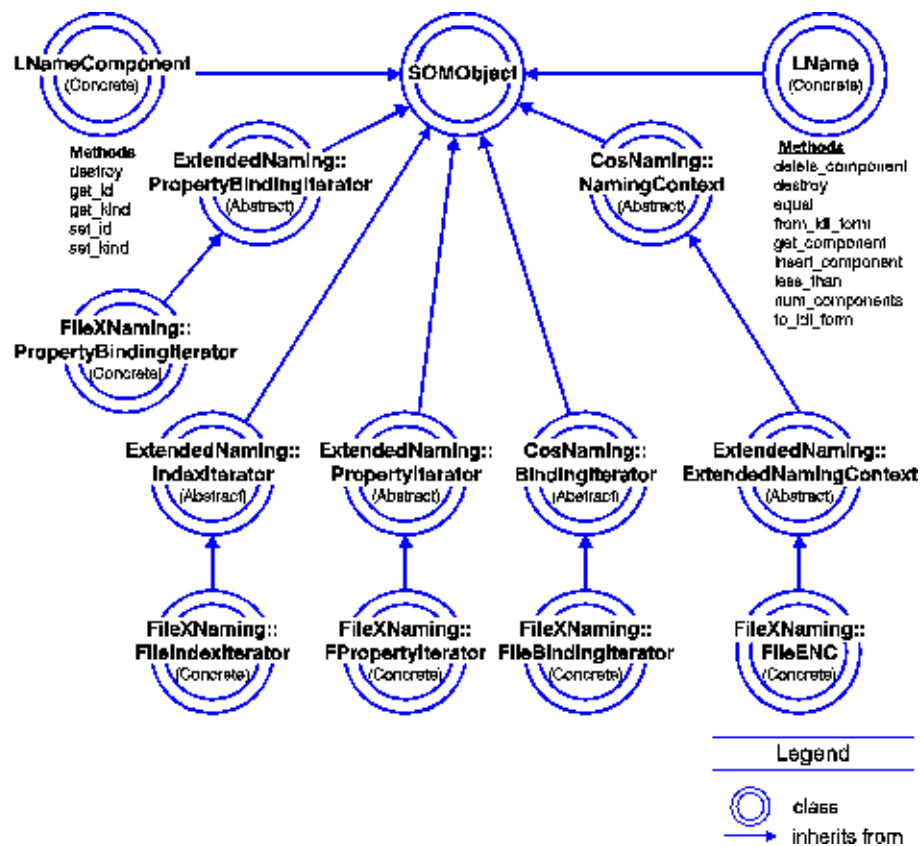 LNameComponent
(Concrete)
SOMObject
LName
(Concrete)
Methods
destroy
get_id
get_kind
set_id
set_kind
ExtendedNaming::
PropertyBindingIterator
(Abstract)
CosNaming::
NamingContext
(Abstract)
Methods
delete_component
destroy
equal
from_idl_form
get_component
insert_component
less_than
num_components
to_idl_form
FileXNaming::
PropertyBindingIterator
(Concrete)
ExtendedNaming::
IndexIterator
(Abstract)
ExtendedNaming::
PropertyIterator
(Abstract)
CosNaming::
BindingIterator
(Abstract)
ExtendedNaming::
ExtendedNamingContext
(Abstract)
FileXNaming::
FileIndexIterator
(Concrete)
FileXNaming::
FPropertyIterator
(Concrete)
FileXNaming::
FileBindingIterator
(Concrete)
FileXNaming::
FileENC
(Concrete)
Legend
class
inherits from